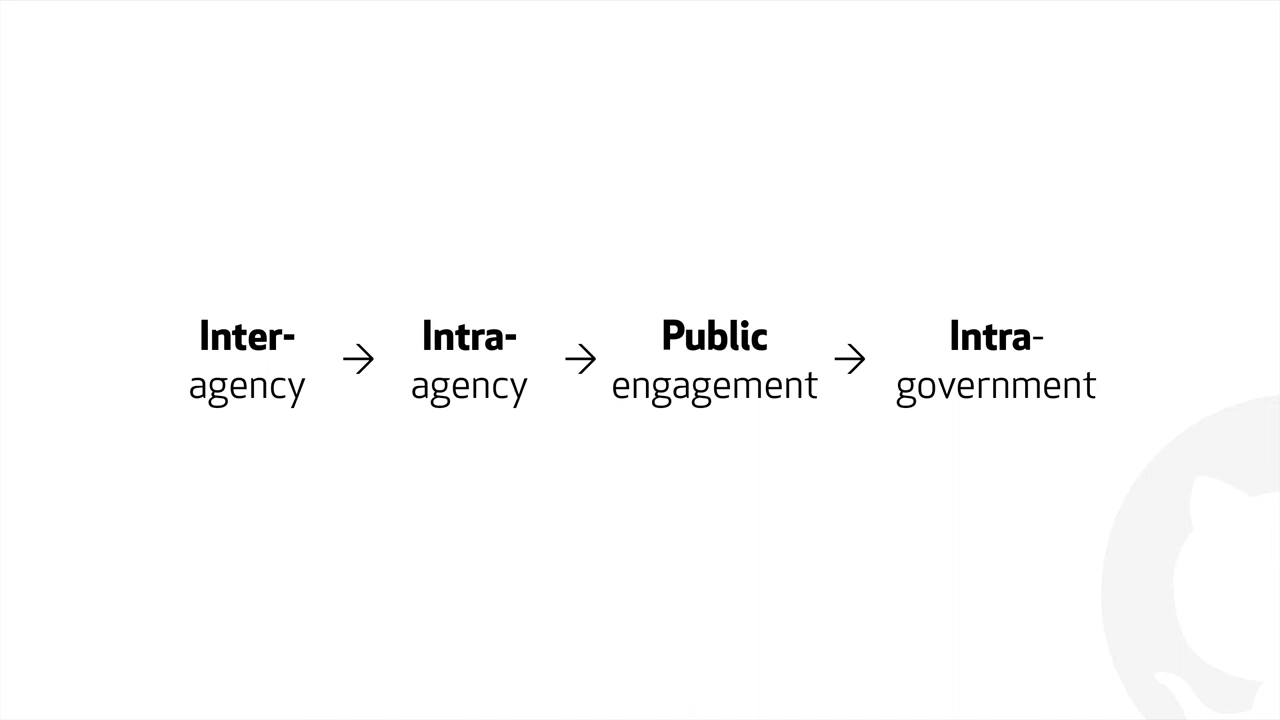 Inter-
agency
→
Intra-
agency
→
Public
engagement
→
Intra-
government